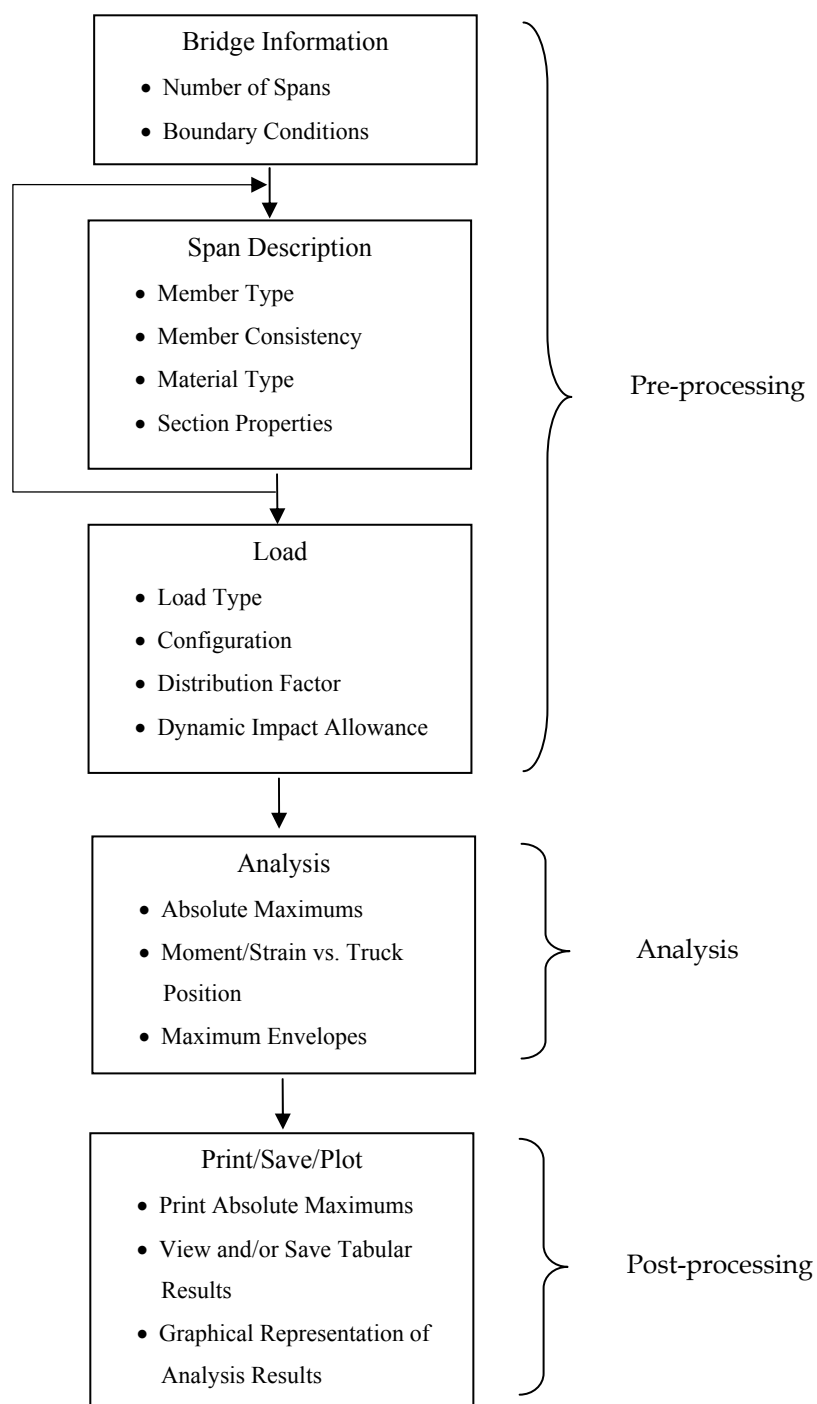 Bridge Information
• Number of Spans
• Boundary Conditions
Span Description
• Member Type
• Member Consistency
• Material Type
• Section Properties
Pre-processing
Load
• Load Type
• Configuration
• Distribution Factor
• Dynamic Impact Allowance
Analysis
• Absolute Maximums
• Moment/Strain vs. Truck
Position
• Maximum Envelopes
Analysis
Print/Save/Plot
• Print Absolute Maximums
• View and/or Save Tabular
Results
• Graphical Representation of
Analysis Results
Post-processing